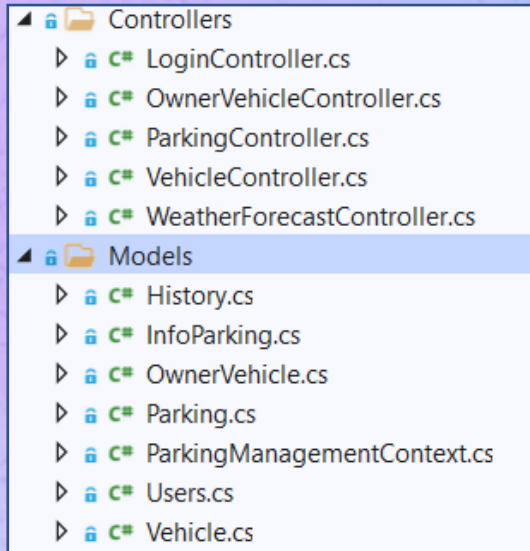 Controllers
C# LoginController.cs
C# OwnerVehicleController.cs
C# ParkingController.cs
C# VehicleController.cs
C# WeatherForecastController.cs
Models
C# History.cs
C# InfoParking.cs
C# OwnerVehicle.cs
C# Parking.cs
C# ParkingManagementContext.cs
C# Users.cs
C# Vehicle.cs